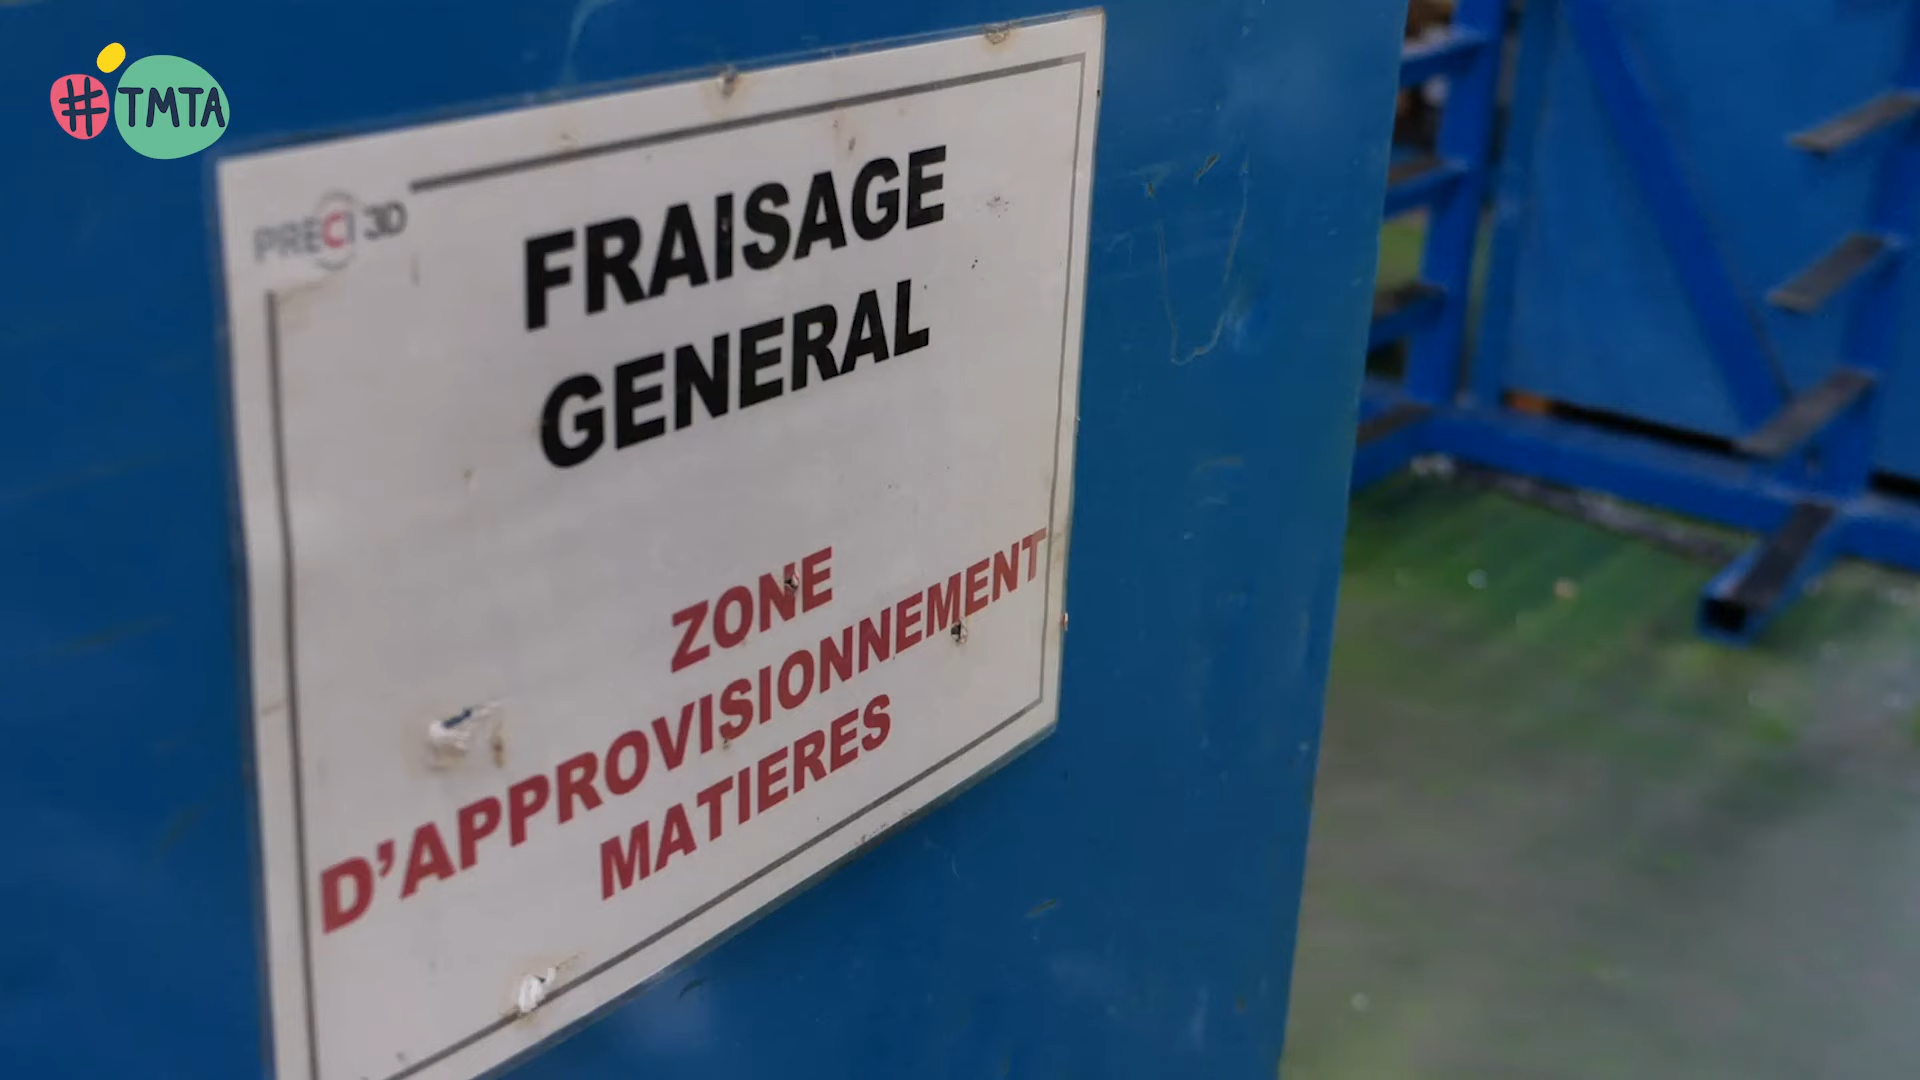 #TMTA
PRECI 3D
FRAISAGE
GENERAL
ZONE
D'APPROVISIONNEMENT
MATIERES